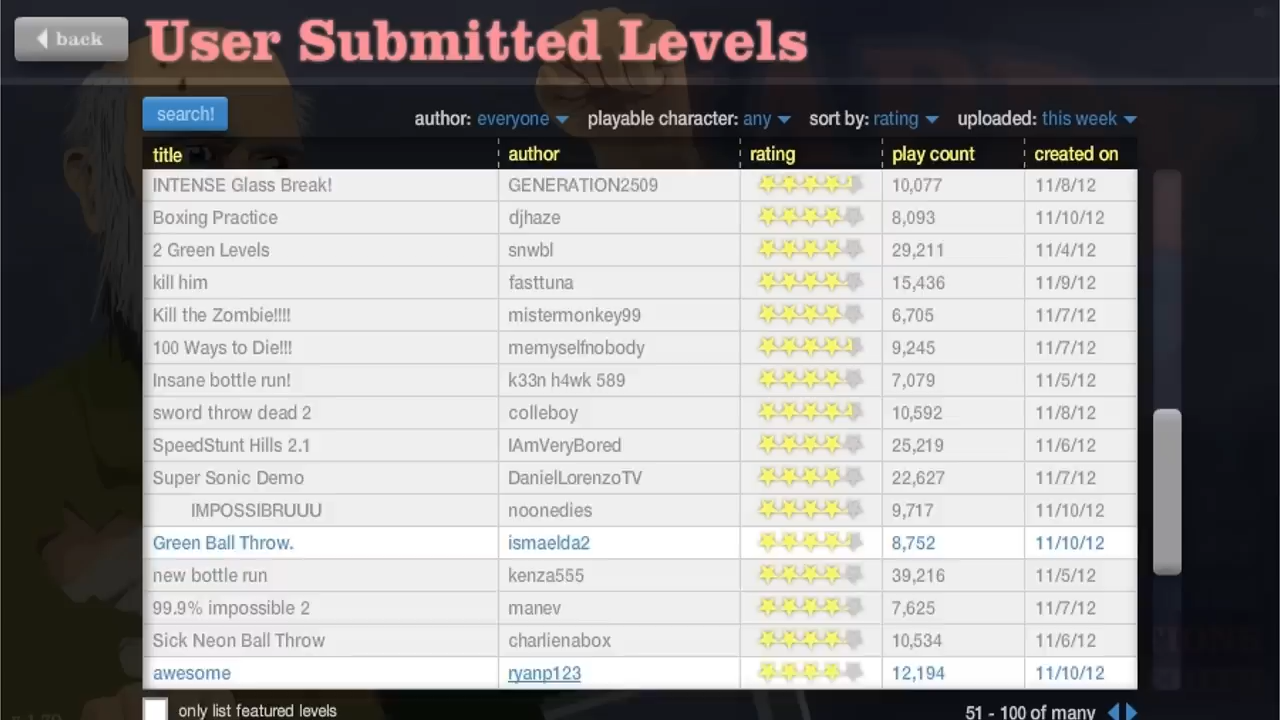 back
User Submitted Levels
search!
author: everyone playable character: any sort by: rating uploaded: this week
title author rating play count created on
INTENSE Glass Break! GENERATION2509 10,077 11/8/12
Boxing Practice djhaze 8,093 11/10/12
2 Green Levels snwbl 29,211 11/4/12
kill him fasttuna 15,436 11/9/12
Kill the Zombie!!!! mistermonkey99 6,705 11/7/12
100 Ways to Die!!! memyselfnobody 9,245 11/7/12
Insane bottle run! k33n h4wk 589 7,079 11/5/12
sword throw dead 2 colleboy 10,592 11/8/12
SpeedStunt Hills 2.1 IAmVeryBored 25,219 11/6/12
Super Sonic Demo DanielLorenzoTV 22,627 11/7/12
IMPOSSIBRUUU noonedies 9,717 11/10/12
Green Ball Throw. ismaelda2 8,752 11/10/12
new bottle run kenza555 39,216 11/5/12
99.9% impossible 2 manev 7,625 11/7/12
Sick Neon Ball Throw charlienabox 10,534 11/6/12
awesome ryanp123 12,194 11/10/12
only list featured levels
51 - 100 of many